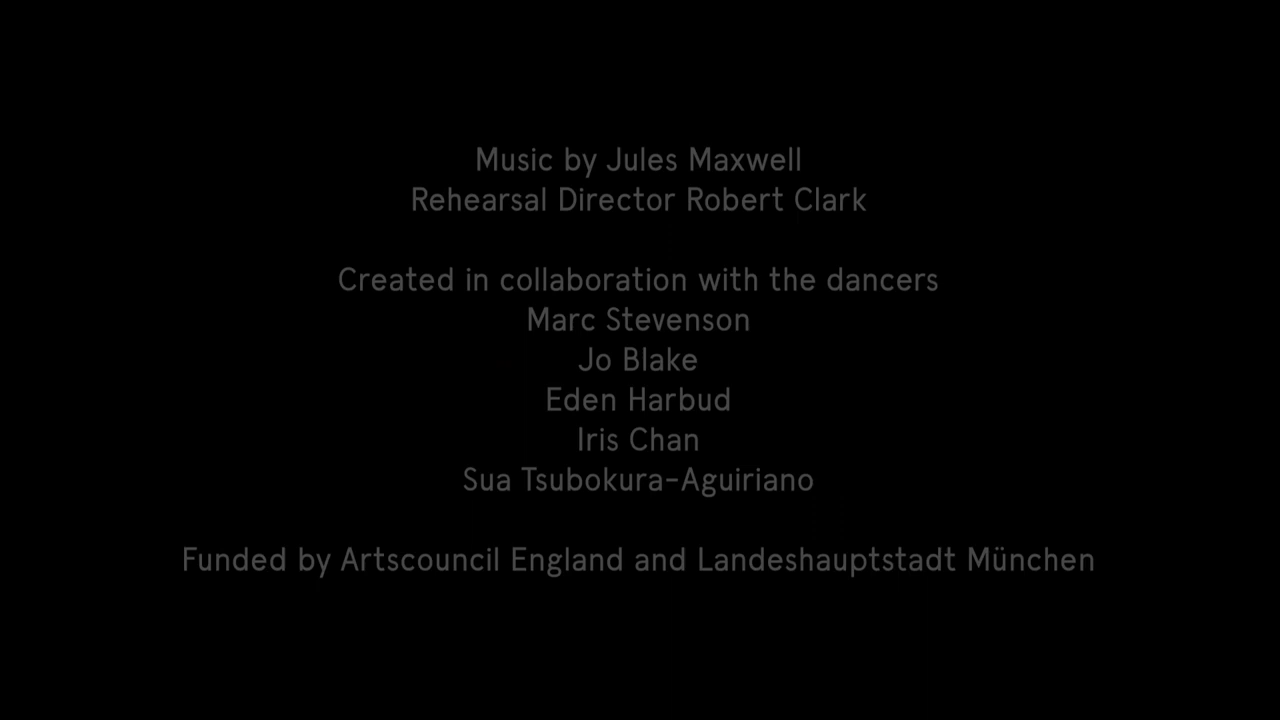 Music by Jules Maxwell
Rehearsal Director Robert Clark
Created in collaboration with the dancers
Marc Stevenson
Jo Blake
Eden Harbud
Iris Chan
Sua Tsubokura-Aguiriano
Funded by Artscouncil England and Landeshauptstadt München